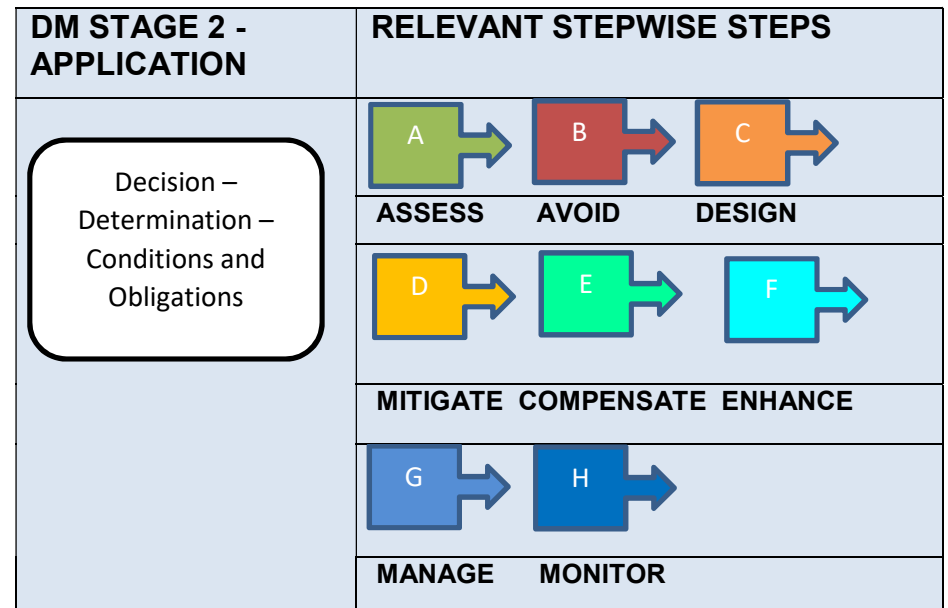 DM STAGE 2 -
APPLICATION
RELEVANT STEPWISE STEPS
Decision –
Determination –
Conditions and
Obligations
A B C
ASSESS AVOID DESIGN
D E F
MITIGATE COMPENSATE ENHANCE
G H
MANAGE MONITOR